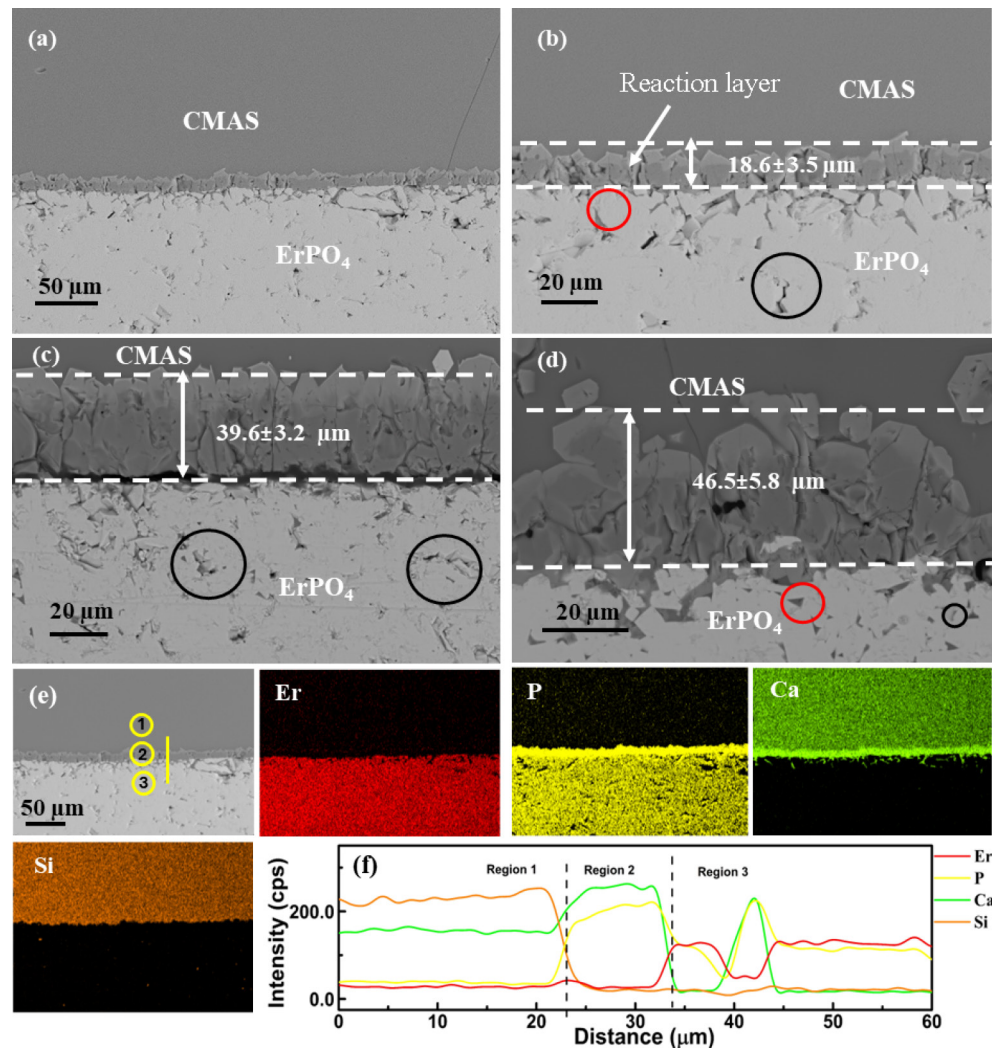 (a)
CMAS
ErPO₄
50 μm
(b)
Reaction layer
CMAS
18.6±3.5 μm
ErPO₄
20 μm
(c)
CMAS
39.6±3.2 μm
ErPO₄
20 μm
(d)
CMAS
46.5±5.8 μm
ErPO₄
20 μm
(e)
1
2
3
50 μm
Er
P
Ca
Si
(f)
Region 1
Region 2
Region 3
Er
P
Ca
Si
Intensity (cps)
200.0
0.0
0 10 20 30 40 50 60
Distance (μm)